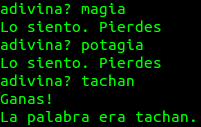 adivina? magia
Lo siento. Pierdes
adivina? potagia
Lo siento. Pierdes
adivina? tachan
Ganas!
La palabra era tachan.